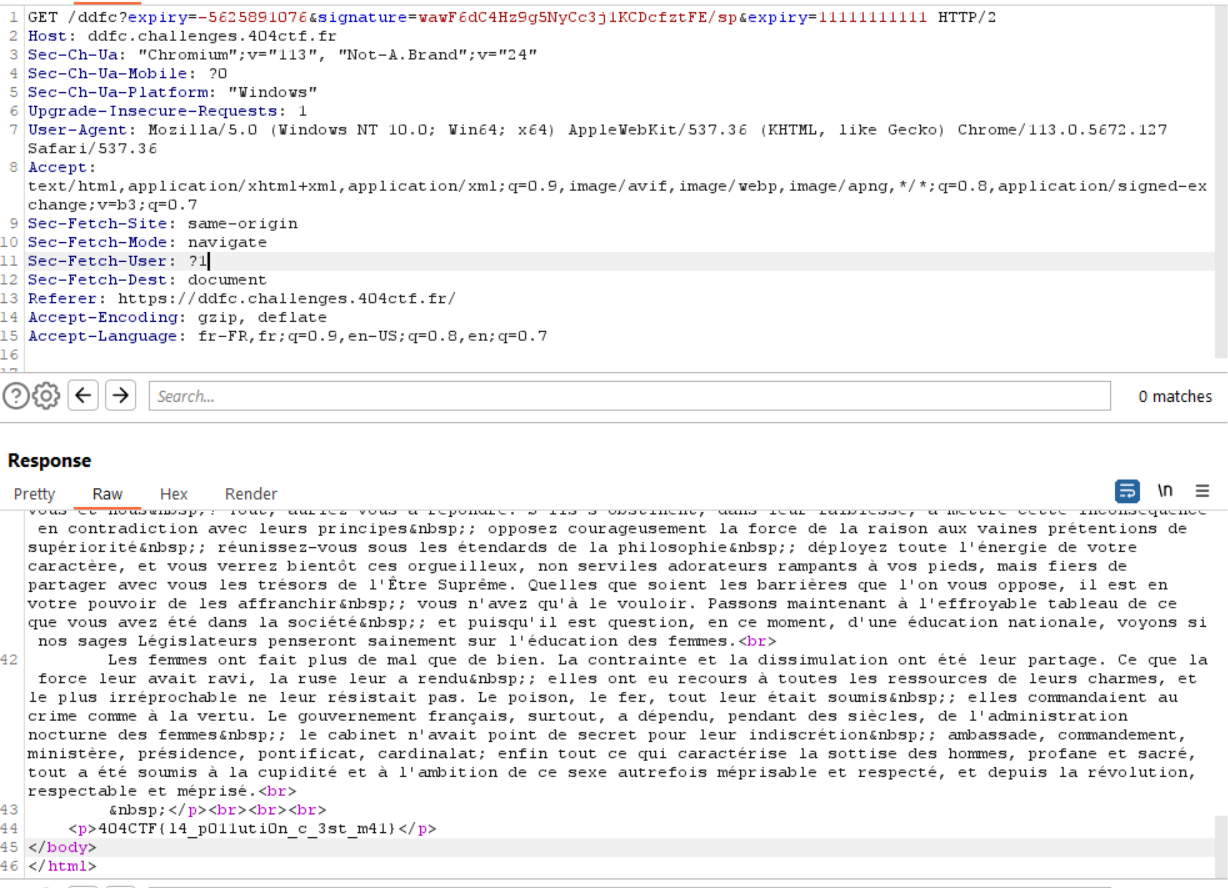 1 GET /ddfc?expiry=-5625891076&signature=wawF6dC4Hz9g5NyCc3j1KCDcfztFE/sp&expiry=11111111111 HTTP/2
2 Host: ddfc.challenges.404ctf.fr
3 Sec-Ch-Ua: "Chromium";v="113", "Not-A.Brand";v="24"
4 Sec-Ch-Ua-Mobile: ?0
5 Sec-Ch-Ua-Platform: "Windows"
6 Upgrade-Insecure-Requests: 1
7 User-Agent: Mozilla/5.0 (Windows NT 10.0; Win64; x64) AppleWebKit/537.36 (KHTML, like Gecko) Chrome/113.0.5672.127
Safari/537.36
8 Accept:
text/html,application/xhtml+xml,application/xml;q=0.9,image/avif,image/webp,image/apng,*/*;q=0.8,application/signed-ex
change;v=b3;q=0.7
9 Sec-Fetch-Site: same-origin
10 Sec-Fetch-Mode: navigate
11 Sec-Fetch-User: ?1
12 Sec-Fetch-Dest: document
13 Referer: https://ddfc.challenges.404ctf.fr/
14 Accept-Encoding: gzip, deflate
15 Accept-Language: fr-FR,fr;q=0.9,en-US;q=0.8,en;q=0.7
16
17
Search...
0 matches
Response
Pretty Raw Hex Render
\n
vous et nous&nbsp;? Tout, auriez-vous à répondre. S'ils s'obstinent, dans leur faiblesse, à mettre cette inconséquence
en contradiction avec leurs principes&nbsp;; opposez courageusement la force de la raison aux vaines prétentions de
supériorité&nbsp;; réunissez-vous sous les étendards de la philosophie&nbsp;; déployez toute l'énergie de votre
caractère, et vous verrez bientôt ces orgueilleux, non serviles adorateurs rampants à vos pieds, mais fiers de
partager avec vous les trésors de l'Être Suprême. Quelles que soient les barrières que l'on vous oppose, il est en
votre pouvoir de les affranchir&nbsp;; vous n'avez qu'à le vouloir. Passons maintenant à l'effroyable tableau de ce
que vous avez été dans la société&nbsp;; et puisqu'il est question, en ce moment, d'une éducation nationale, voyons si
nos sages Législateurs penseront sainement sur l'éducation des femmes.<br>
42 Les femmes ont fait plus de mal que de bien. La contrainte et la dissimulation ont été leur partage. Ce que la
force leur avait ravi, la ruse leur a rendu&nbsp;; elles ont eu recours à toutes les ressources de leurs charmes, et
le plus irréprochable ne leur résistait pas. Le poison, le fer, tout leur était soumis&nbsp;; elles commandaient au
crime comme à la vertu. Le gouvernement français, surtout, a dépendu, pendant des siècles, de l'administration
nocturne des femmes&nbsp;; le cabinet n'avait point de secret pour leur indiscrétion&nbsp;; ambassade, commandement,
ministère, présidence, pontificat, cardinalat; enfin tout ce qui caractérise la sottise des hommes, profane et sacré,
tout a été soumis à la cupidité et à l'ambition de ce sexe autrefois méprisable et respecté, et depuis la révolution,
respectable et méprisé.<br>
43 &nbsp;</p><br><br><br>
44 <p>404CTF{l4_p0lluti0n_c_3st_m4l}</p>
45 </body>
46 </html>